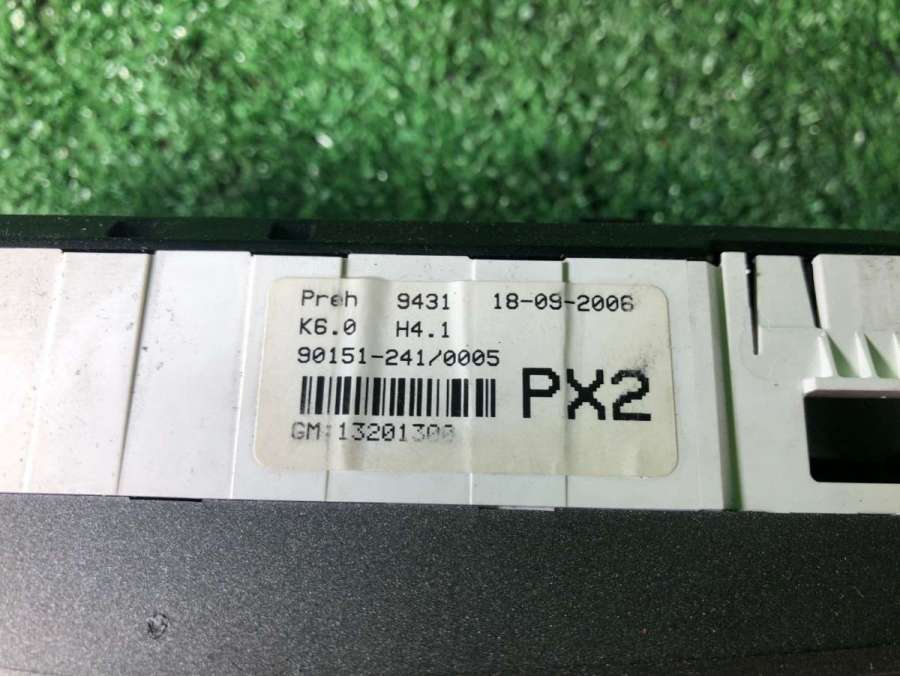 Preh 9431 18-09-2006
K6.0 H4.1
90151-241/0005
PX2
GM:13201300